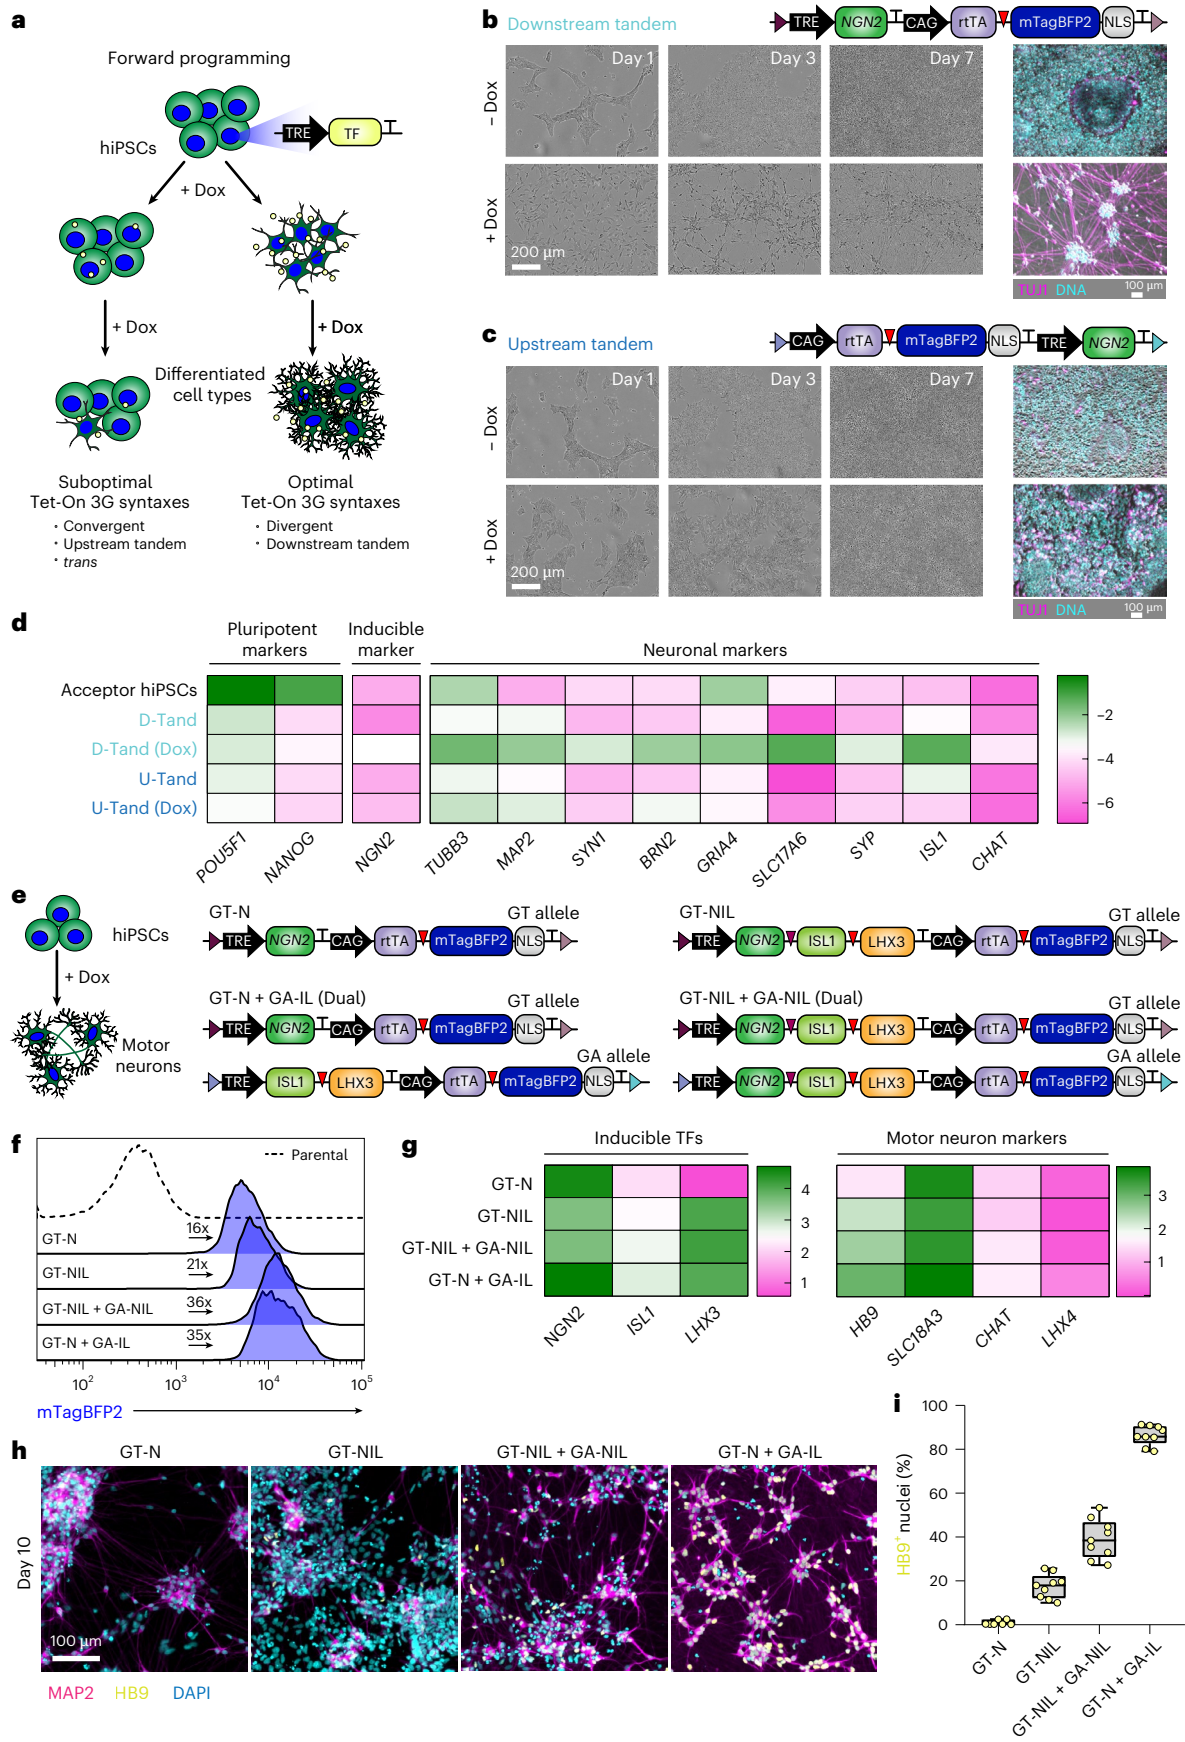 a
Forward programming
hiPSCs
TRE TF
+ Dox
+ Dox
+ Dox
Differentiated
cell types
Suboptimal
Tet-On 3G syntaxes
• Convergent
• Upstream tandem
• trans
Optimal
Tet-On 3G syntaxes
• Divergent
• Downstream tandem
b
Downstream tandem
TRE NGN2 CAG rtTA mTagBFP2 NLS
Day 1 Day 3 Day 7
– Dox
+ Dox
200 µm
TUJ1 DNA 100 µm
c
Upstream tandem
CAG rtTA mTagBFP2 NLS TRE NGN2
Day 1 Day 3 Day 7
– Dox
+ Dox
200 µm
TUJ1 DNA 100 µm
d
Pluripotent
markers
Inducible
marker
Neuronal markers
Acceptor hiPSCs
D-Tand
D-Tand (Dox)
U-Tand
U-Tand (Dox)
POU5F1 NANOG NGN2 TUBB3 MAP2 SYN1 BRN2 GRIA4 SLC17A6 SYP ISL1 CHAT
–2
–4
–6
e
hiPSCs
+ Dox
Motor
neurons
GT-N GT allele
TRE NGN2 CAG rtTA mTagBFP2 NLS
GT-NIL GT allele
TRE NGN2 ISL1 LHX3 CAG rtTA mTagBFP2 NLS
GT-N + GA-IL (Dual) GT allele
TRE NGN2 CAG rtTA mTagBFP2 NLS
GA allele
TRE ISL1 LHX3 CAG rtTA mTagBFP2 NLS
GT-NIL + GA-NIL (Dual) GT allele
TRE NGN2 ISL1 LHX3 CAG rtTA mTagBFP2 NLS
GA allele
TRE NGN2 ISL1 LHX3 CAG rtTA mTagBFP2 NLS
f
Parental
GT-N 16x
GT-NIL 21x
GT-NIL + GA-NIL 36x
GT-N + GA-IL 35x
10² 10³ 10⁴ 10⁵
mTagBFP2
g
Inducible TFs
Motor neuron markers
GT-N
GT-NIL
GT-NIL + GA-NIL
GT-N + GA-IL
NGN2 ISL1 LHX3
4
3
2
1
HB9 SLC18A3 CHAT LHX4
3
2
1
h
GT-N GT-NIL GT-NIL + GA-NIL GT-N + GA-IL
Day 10
100 µm
MAP2 HB9 DAPI
i
HB9⁺ nuclei (%)
100
80
60
40
20
0
GT-N
GT-NIL
GT-NIL + GA-NIL
GT-N + GA-IL